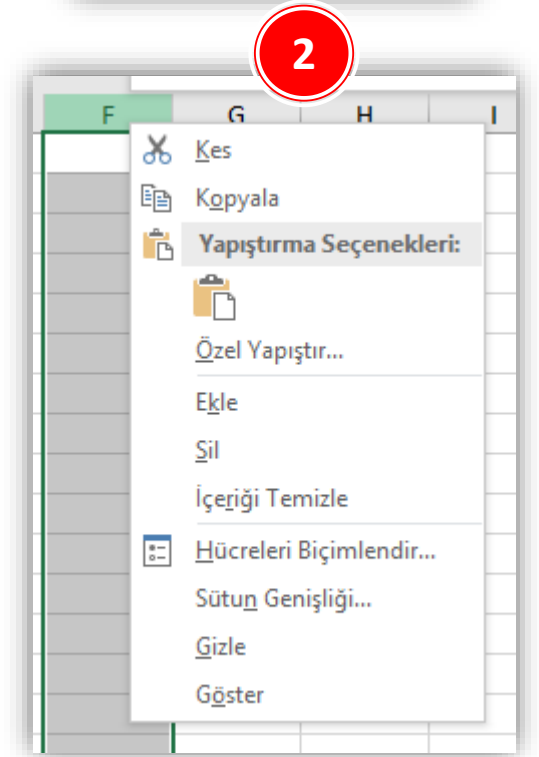 2
F G H I
Kes
Kopyala
Yapıştırma Seçenekleri:
Özel Yapıştır...
Ekle
Sil
İçeriği Temizle
Hücreleri Biçimlendir...
Sütun Genişliği...
Gizle
Göster